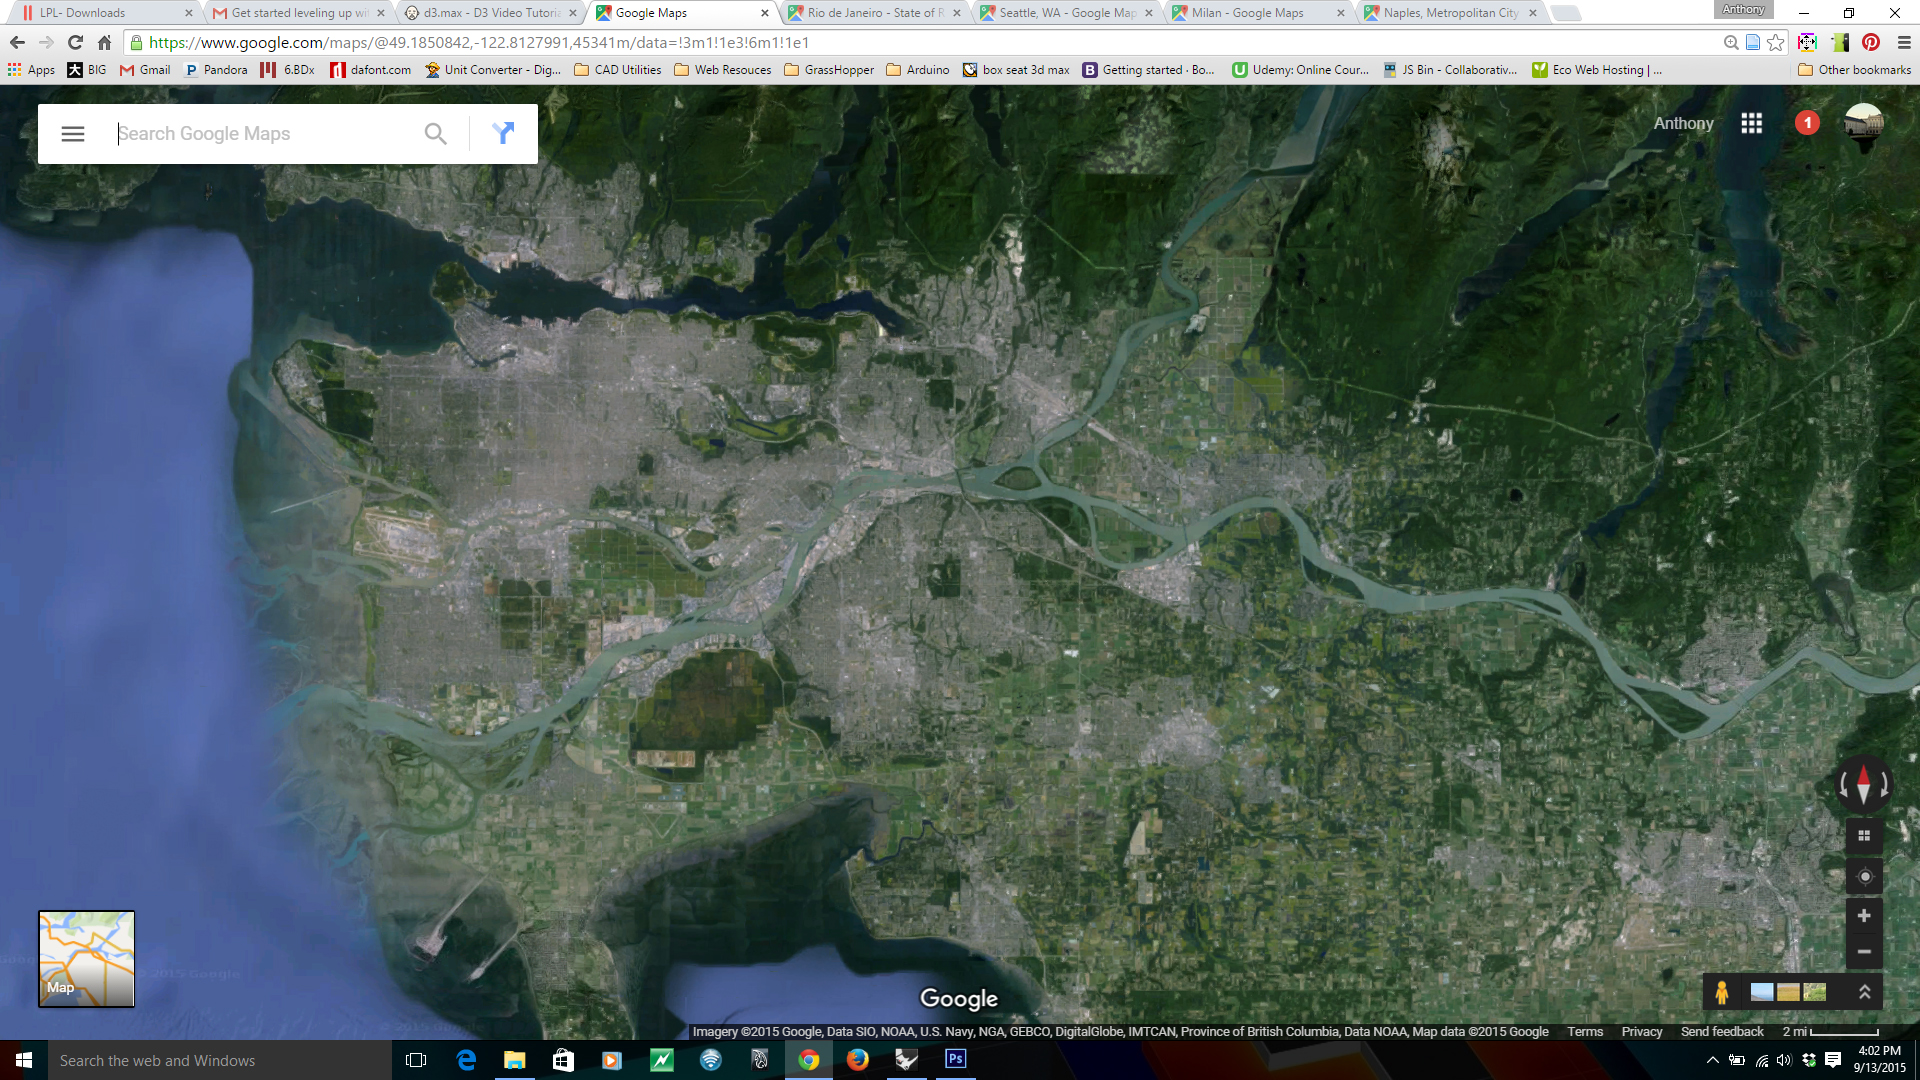 LPL- Downloads
Get started leveling up wi
d3.max - D3 Video Tutoria
Google Maps
Rio de Janeiro - State of R
Seattle, WA - Google Map
Milan - Google Maps
Naples, Metropolitan City
Anthony
https://www.google.com/maps/@49.1850842,-122.8127991,45341m/data=!3m1!1e3!6m1!1e1
Apps
BIG
Gmail
Pandora
6.BDx
dafont.com
Unit Converter - Dig...
CAD Utilities
Web Resouces
GrassHopper
Arduino
box seat 3d max
Getting started · Bo...
Udemy: Online Cour...
JS Bin - Collaborativ...
Eco Web Hosting | ...
Other bookmarks
Search Google Maps
Anthony
1
Map
© 2015 Google
Google
Imagery ©2015 Google, Data SIO, NOAA, U.S. Navy, NGA, GEBCO, DigitalGlobe, IMTCAN, Province of British Columbia, Data NOAA, Map data ©2015 Google
Terms
Privacy
Send feedback
2 mi
Search the web and Windows
Ps
4:02 PM
9/13/2015